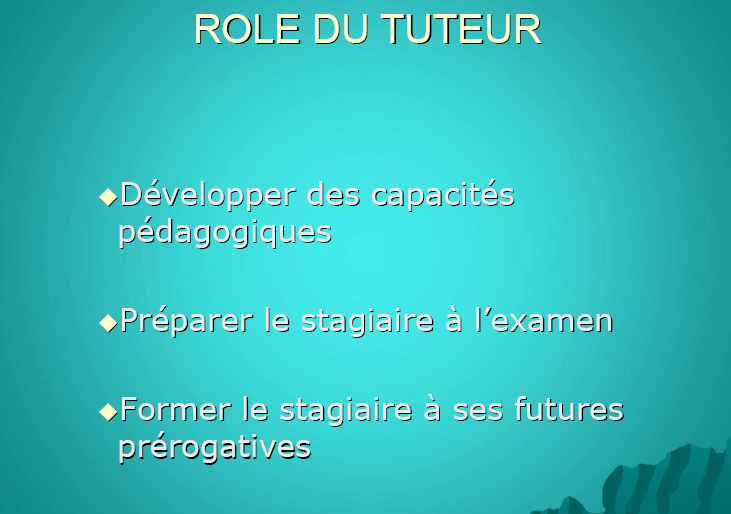 ROLE DU TUTEUR
◆Développer des capacités
pédagogiques
◆Préparer le stagiaire à l’examen
◆Former le stagiaire à ses futures
prérogatives